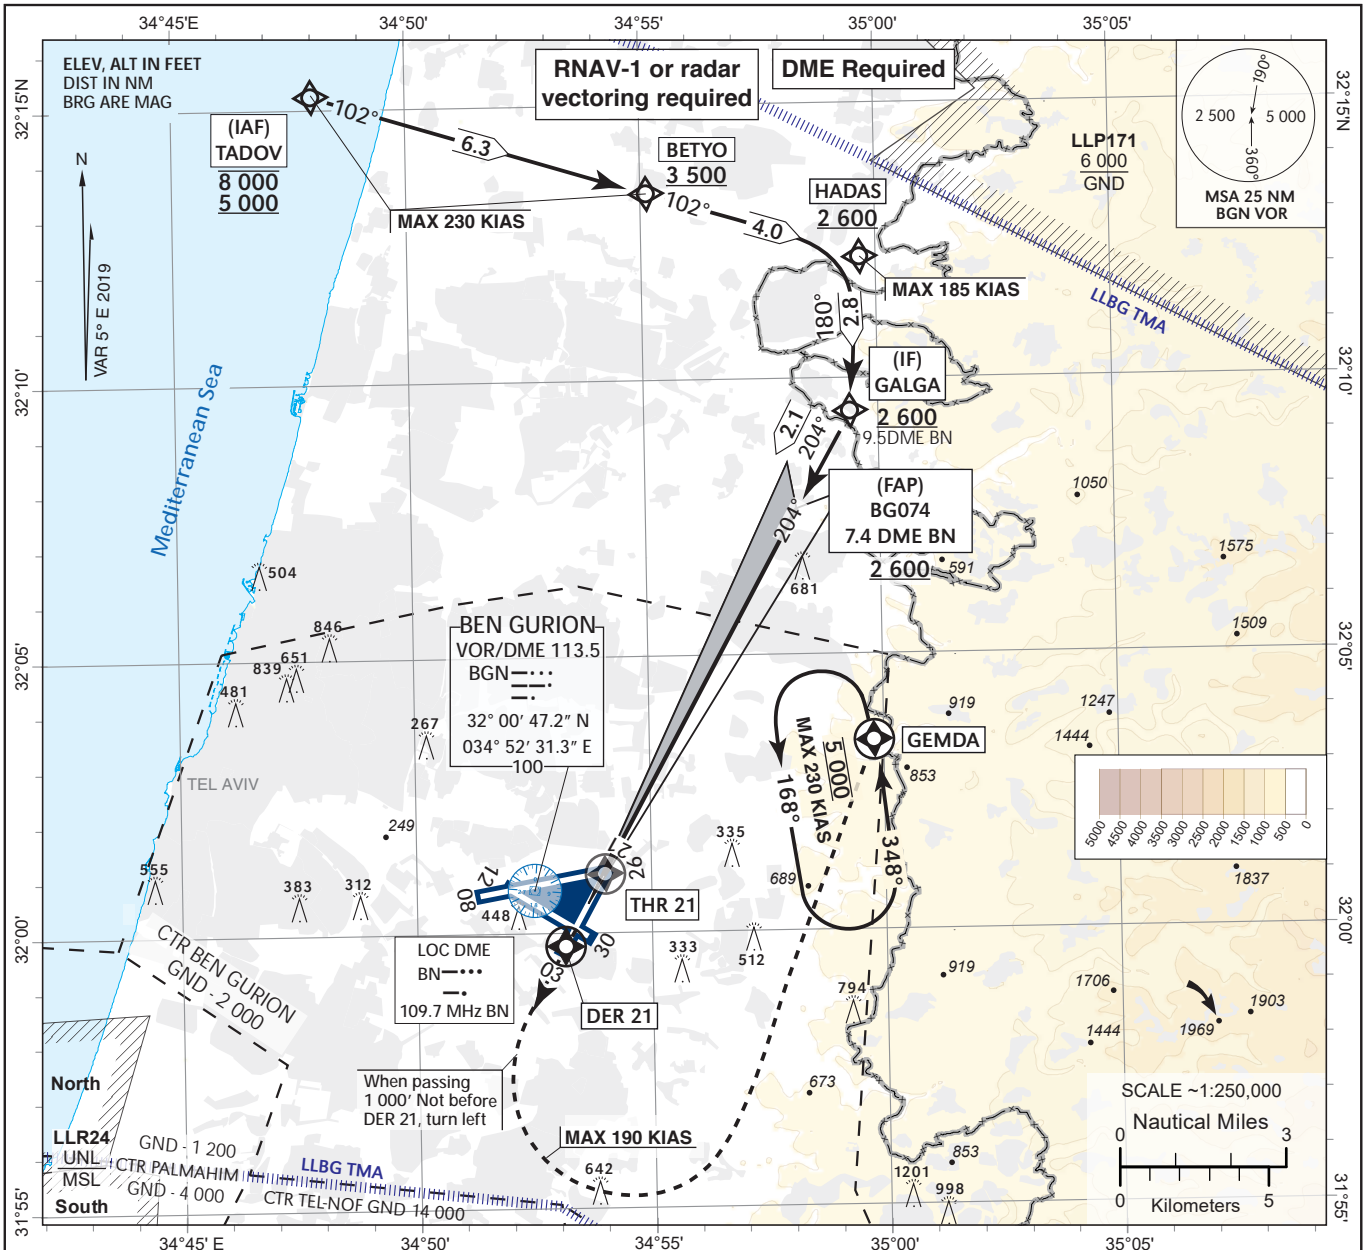 34°45'E
34°50'
34°55'
35°00'
35°05'
ELEV, ALT IN FEET
DIST IN NM
BRG ARE MAG
RNAV-1 or radar
vectoring required
DME Required
190°
2 500
5 000
360°
MSA 25 NM
BGN VOR
32°15'N
32°15'N
102°
(IAF)
TADOV
8 000
5 000
6.3
BETYO
3 500
LLP171
6 000
GND
N
VAR 5° E 2019
MAX 230 KIAS
102°
4.0
HADAS
2 600
MAX 185 KIAS
LLBG TMA
180°
2.8
(IF)
GALGA
2 600
9.5DME BN
32°10'
32°10'
Mediterranean Sea
2.1
204°
(FAP)
BG074
7.4 DME BN
2 600
204°
1050
1575
591
681
504
1509
846
BEN GURION
VOR/DME 113.5
BGN
32° 00' 47.2" N
034° 52' 31.3" E
100
32°05'
32°05'
651
839
481
267
919
1247
1444
GEMDA
853
5 000
MAX 230 KIAS
168°
348°
TEL AVIV
249
335
5000
4500
4000
3500
3000
2500
2000
1500
1000
500
0
689
1837
21
26
12
08
THR 21
555
383
312
448
30
03
333
512
32°00'
32°00'
CTR BEN GURION
GND - 2 000
LOC DME
BN
109.7 MHz BN
DER 21
919
794
1706
1903
1969
1444
When passing
1 000' Not before
DER 21, turn left
673
SCALE ~1:250,000
Nautical Miles
0
3
0
5
Kilometers
North
LLR24
UNL
MSL
South
GND - 1 200
CTR PALMAHIM
GND - 4 000
LLBG TMA
CTR TEL-NOF GND 14 000
MAX 190 KIAS
642
853
1201
998
31°55'
31°55'
34°45' E
34°50'
34°55'
35°00'
35°05'